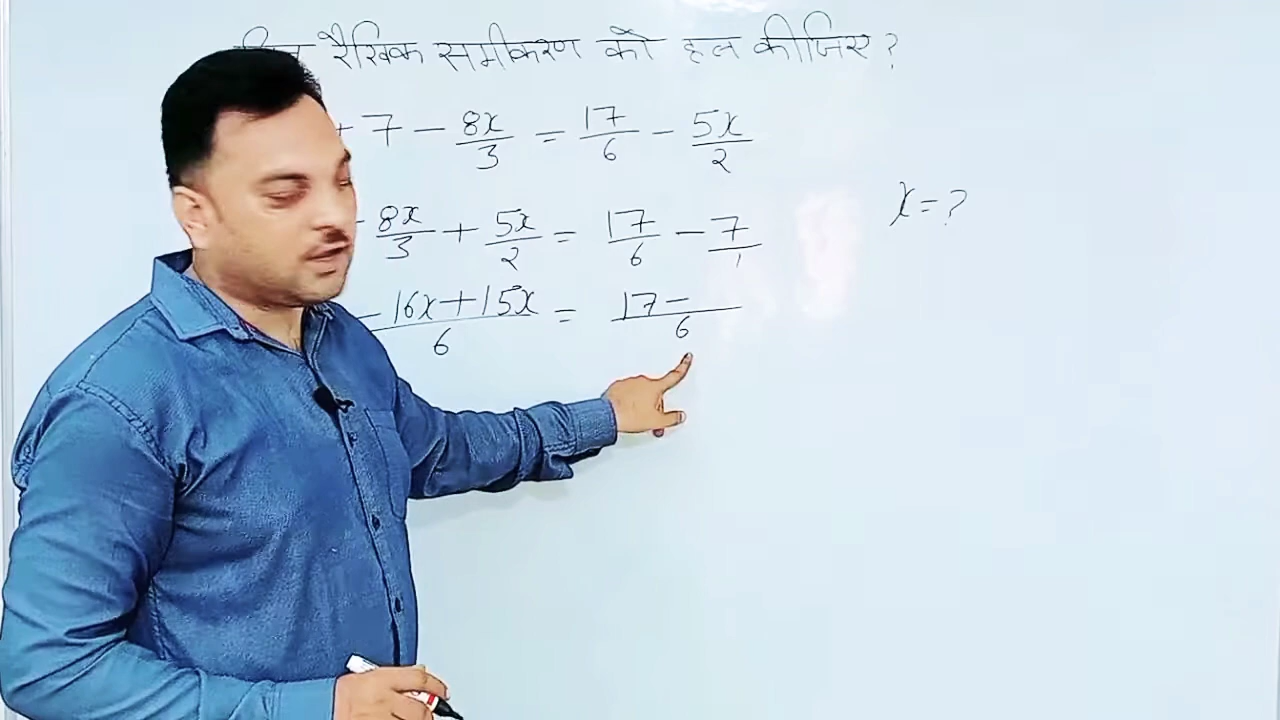 रैखिक समीकरण को हल कीजिए ?
+ 7 - 8x/3 = 17/6 - 5x/2
x = ?
- 8x/3 + 5x/2 = 17/6 - 7/1
- 16x + 15x / 6 = 17 - / 6